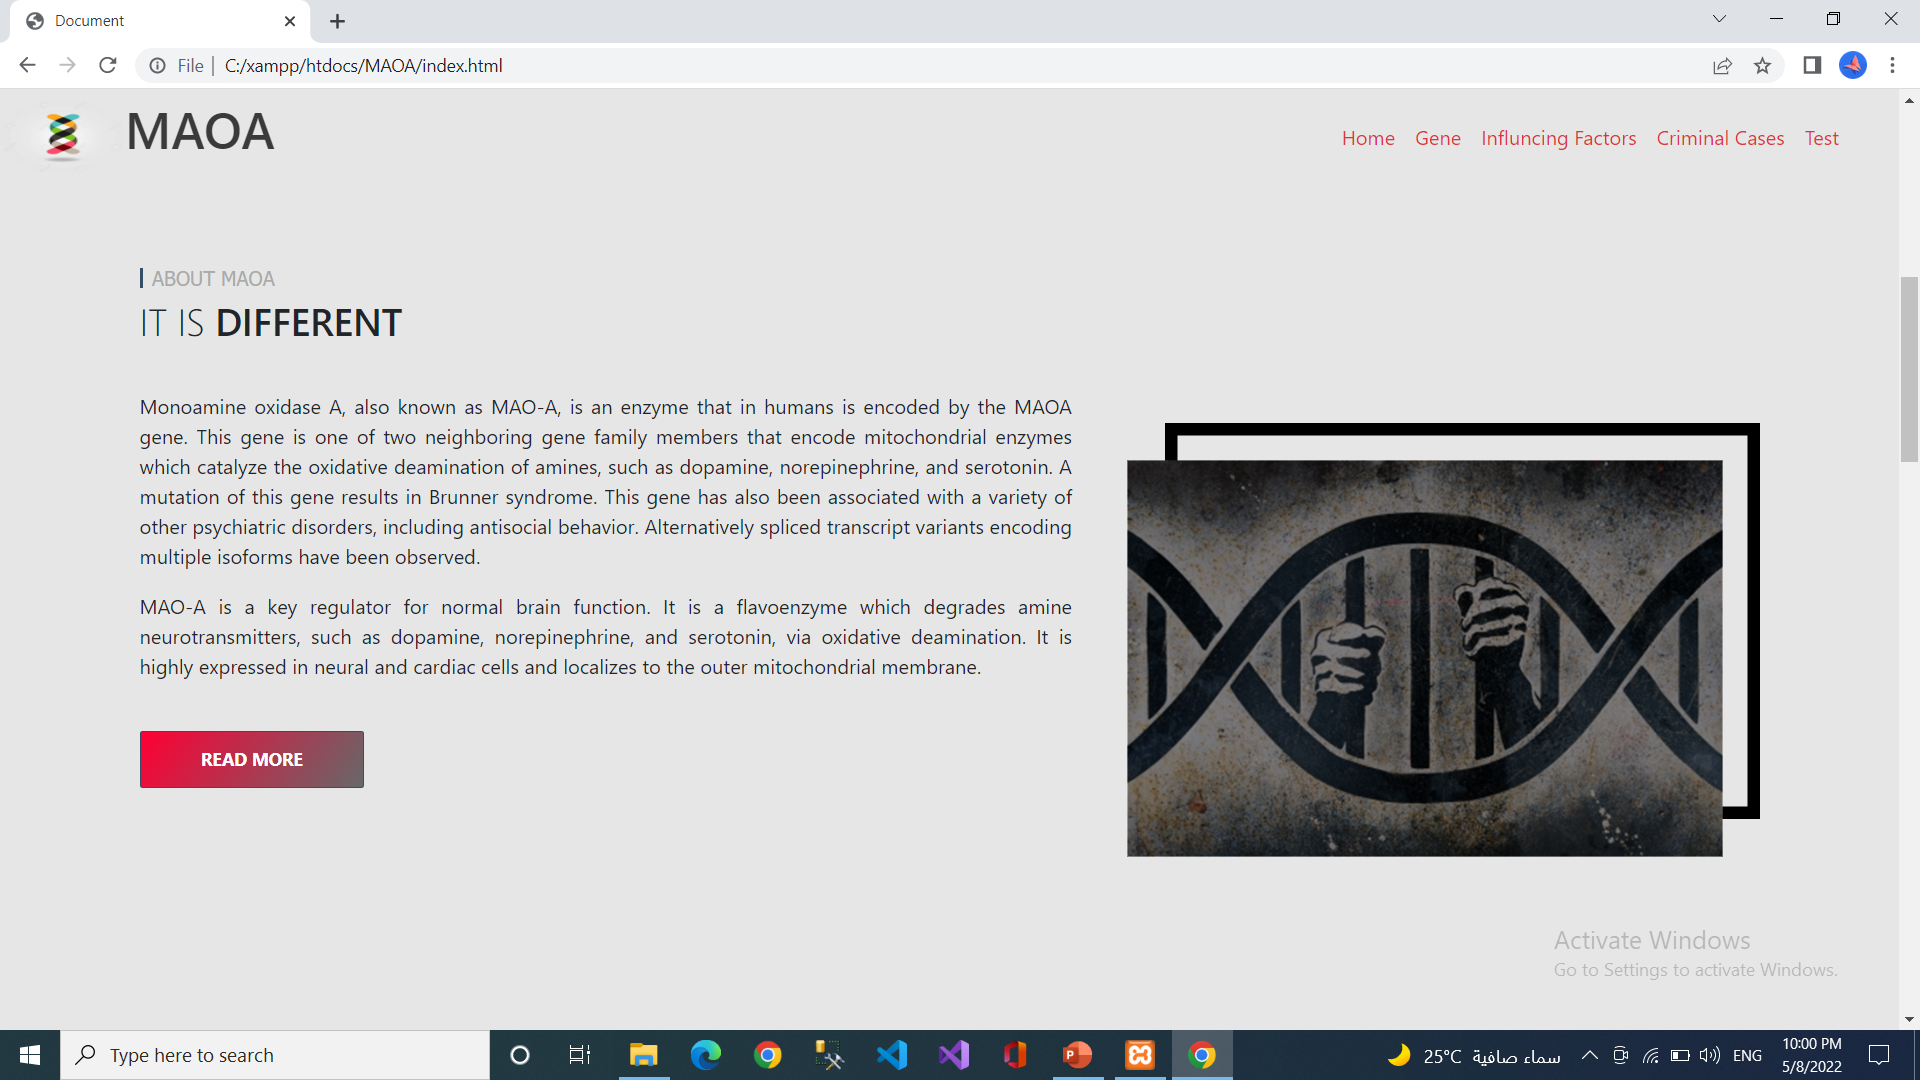 Document
File | C:/xampp/htdocs/MAOA/index.html
MAOA
Home Gene Influncing Factors Criminal Cases Test
ABOUT MAOA
IT IS DIFFERENT
Monoamine oxidase A, also known as MAO-A, is an enzyme that in humans is encoded by the MAOA
gene. This gene is one of two neighboring gene family members that encode mitochondrial enzymes
which catalyze the oxidative deamination of amines, such as dopamine, norepinephrine, and serotonin. A
mutation of this gene results in Brunner syndrome. This gene has also been associated with a variety of
other psychiatric disorders, including antisocial behavior. Alternatively spliced transcript variants encoding
multiple isoforms have been observed.
MAO-A is a key regulator for normal brain function. It is a flavoenzyme which degrades amine
neurotransmitters, such as dopamine, norepinephrine, and serotonin, via oxidative deamination. It is
highly expressed in neural and cardiac cells and localizes to the outer mitochondrial membrane.
READ MORE
Activate Windows
Go to Settings to activate Windows.
Type here to search
25°C سماء صافية
ENG
10:00 PM
5/8/2022